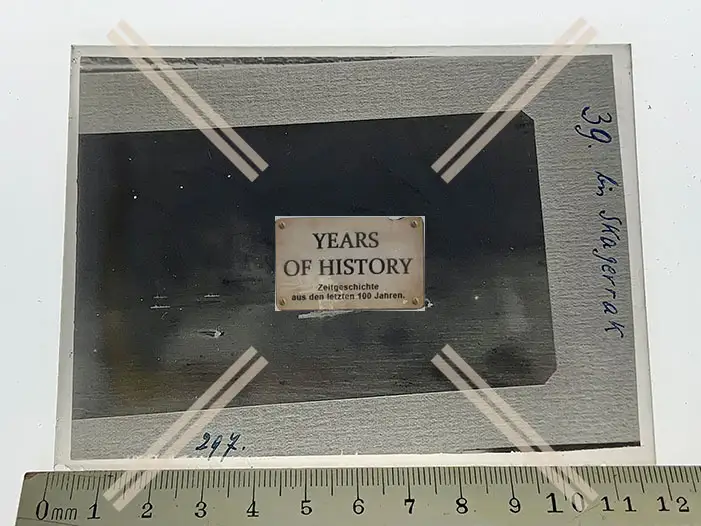 39. bis Skagerrak
YEARS
OF HISTORY
Zeitgeschichte
aus den letzten 100 Jahren.
297.
0mm 1 2 3 4 5 6 7 8 9 10 11 12